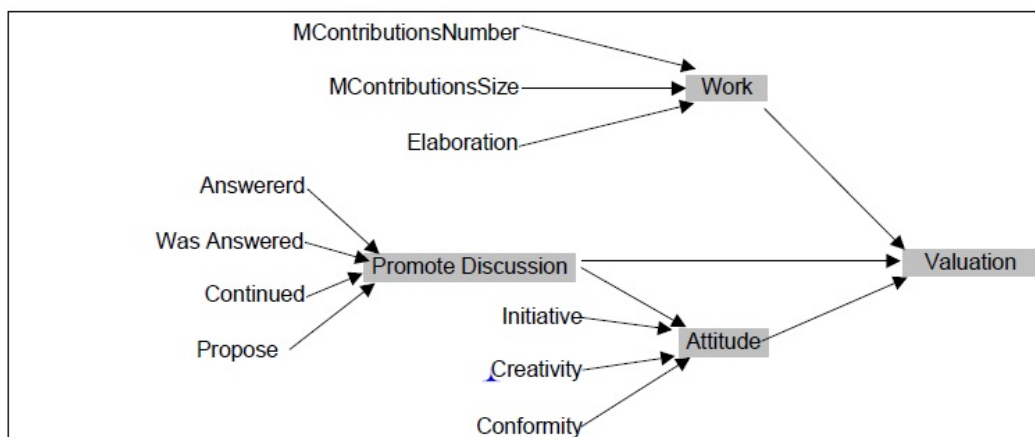 MContributionsNumber
MContributionsSize
Work
Elaboration
Answererd
Was Answered
Promote Discussion
Valuation
Continued
Initiative
Propose
Attitude
Creativity
Conformity